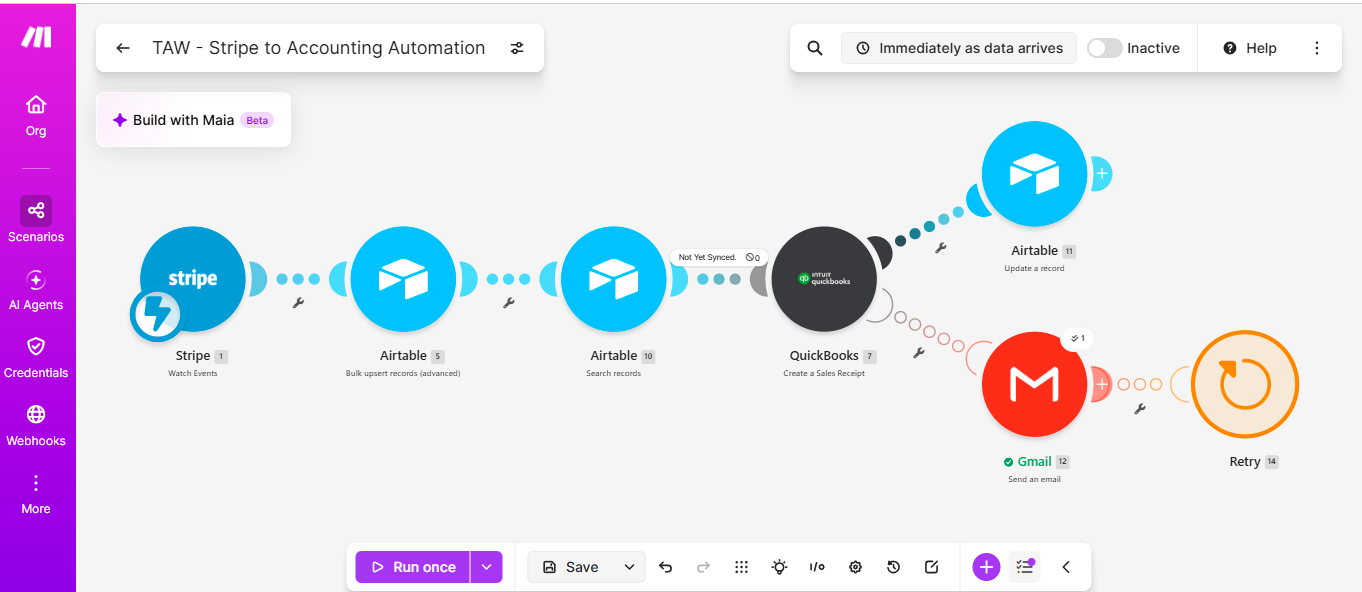 TAW - Stripe to Accounting Automation
Immediately as data arrives
Inactive
Help
Build with Maia Beta
Org
Scenarios
AI Agents
Credentials
Webhooks
More
stripe
Stripe 1
Watch Events
Airtable 5
Bulk upsert records (advanced)
Airtable 10
Search records
Not Yet Synced. 0
INTUIT
quickbooks
QuickBooks 7
Create a Sales Receipt
Airtable 11
Update a record
1
Gmail 12
Send an email
Retry 14
Run once
Save